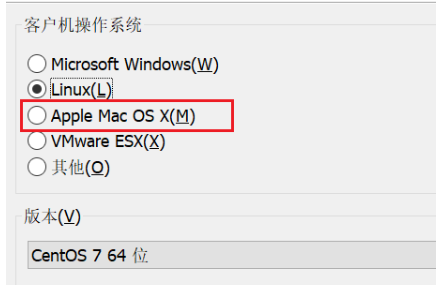 客户机操作系统
Microsoft Windows(W)
Linux(L)
Apple Mac OS X(M)
VMware ESX(X)
其他(O)
版本(V)
CentOS 7 64 位